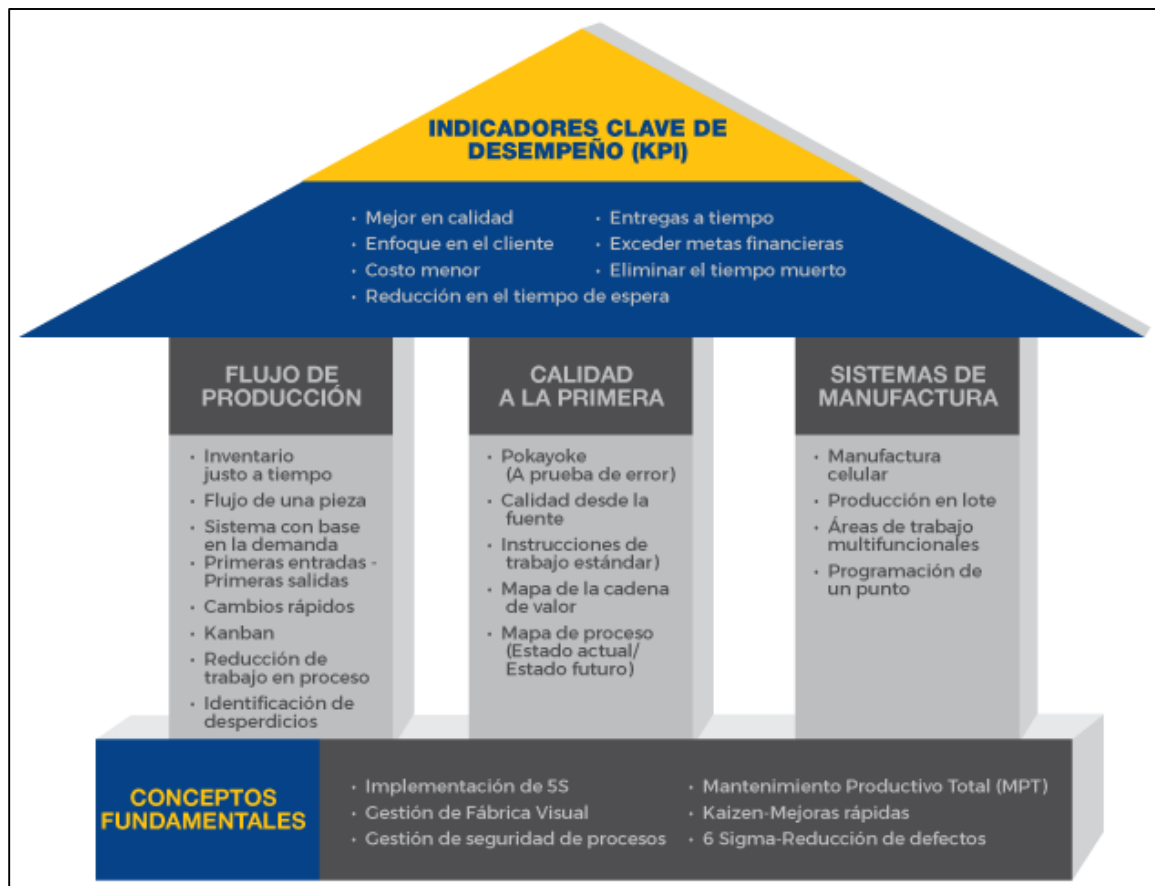 INDICADORES CLAVE DE
DESEMPEÑO (KPI)
· Mejor en calidad
· Enfoque en el cliente
· Costo menor
· Reducción en el tiempo de espera
· Entregas a tiempo
· Exceder metas financieras
· Eliminar el tiempo muerto
FLUJO DE
PRODUCCIÓN
· Inventario
justo a tiempo
· Flujo de una pieza
· Sistema con base
en la demanda
· Primeras entradas -
Primeras salidas
· Cambios rápidos
· Kanban
· Reducción de
trabajo en proceso
· Identificación de
desperdicios
CALIDAD
A LA PRIMERA
· Pokayoke
(A prueba de error)
· Calidad desde la
fuente
· Instrucciones de
trabajo estándar)
· Mapa de la cadena
de valor
· Mapa de proceso
(Estado actual/
Estado futuro)
SISTEMAS DE
MANUFACTURA
· Manufactura
celular
· Producción en lote
· Áreas de trabajo
multifuncionales
· Programación de
un punto
CONCEPTOS
FUNDAMENTALES
· Implementación de 5S
· Gestión de Fábrica Visual
· Gestión de seguridad de procesos
· Mantenimiento Productivo Total (MPT)
· Kaizen-Mejoras rápidas
· 6 Sigma-Reducción de defectos